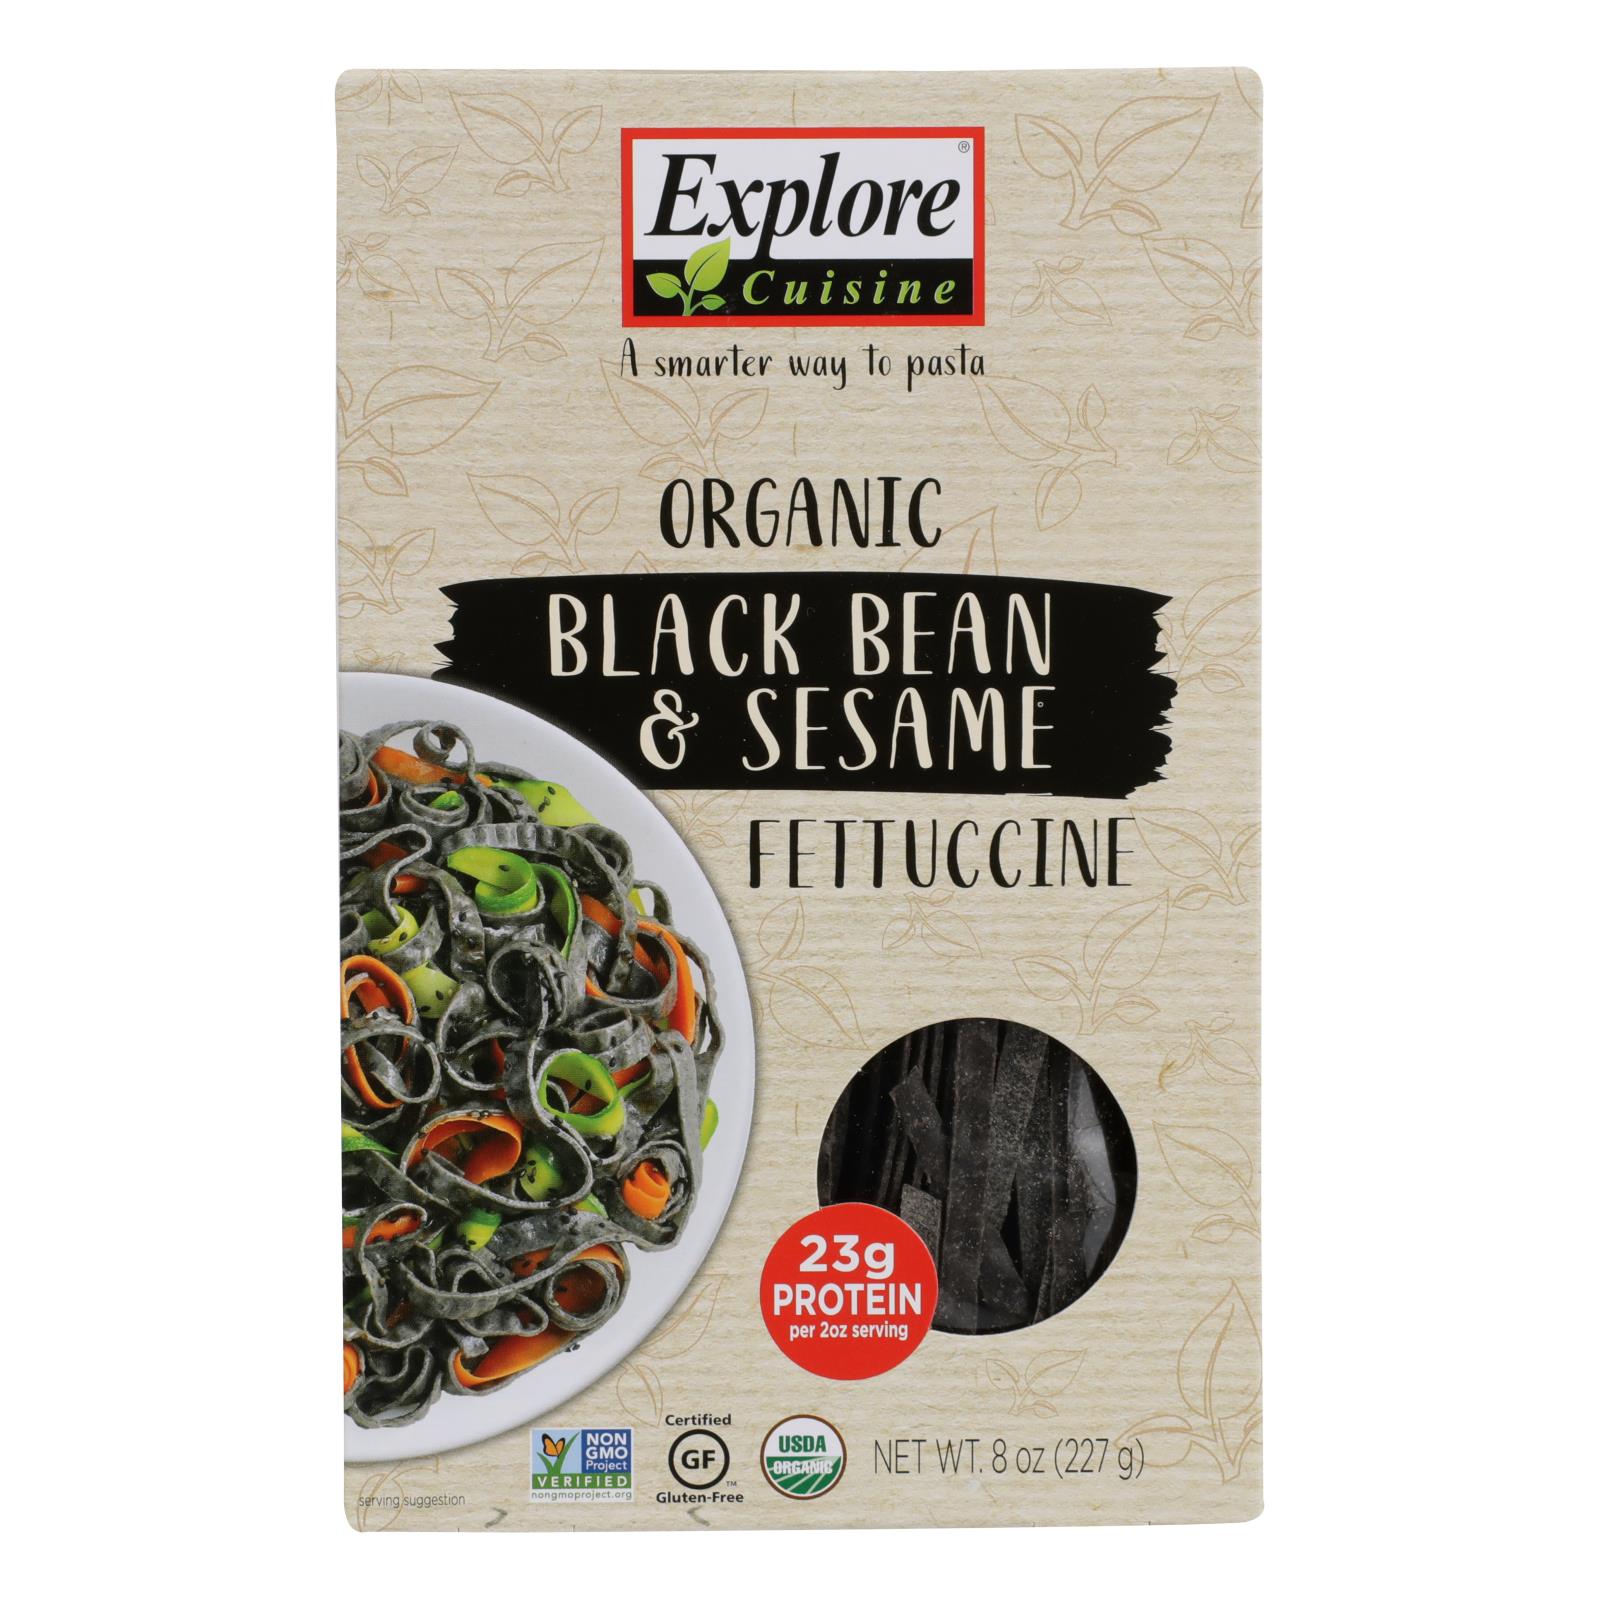 Explore®
Cuisine
A smarter way to pasta
ORGANIC
BLACK BEAN
& SESAME
FETTUCCINE
23g
PROTEIN
per 2oz serving
NON
GMO
Project
VERIFIED
nongmoproject.org
Certified
GF™
Gluten-Free
USDA
ORGANIC
NET WT. 8 oz (227 g)
serving suggestion